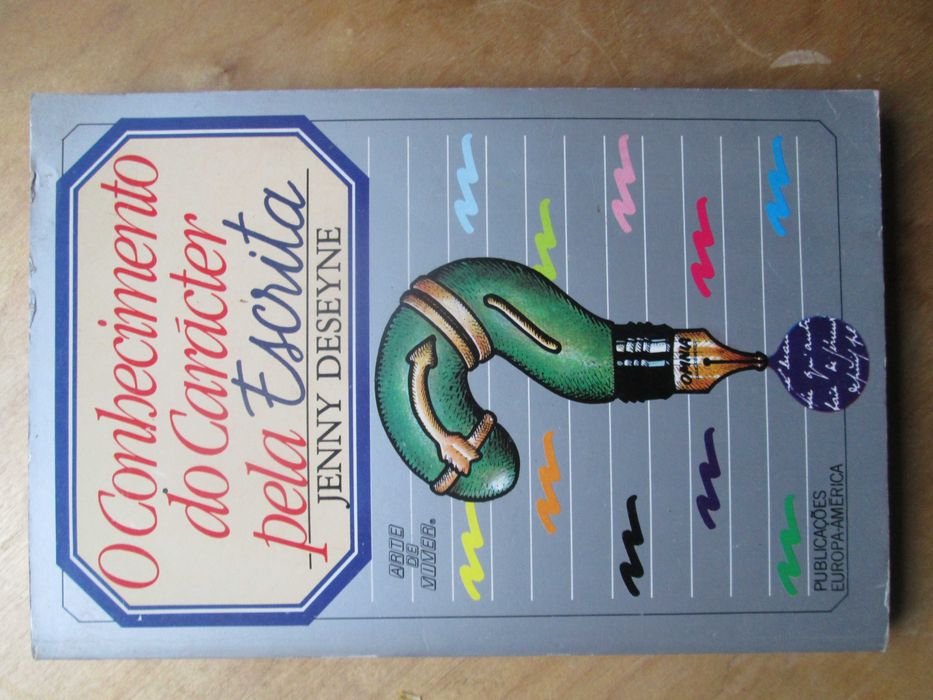 O Conhecimento
do Carácter
pela Escrita
JENNY DESEYNE
ARTE
DE
VIVER®
PUBLICAÇÕES
EUROPA-AMÉRICA